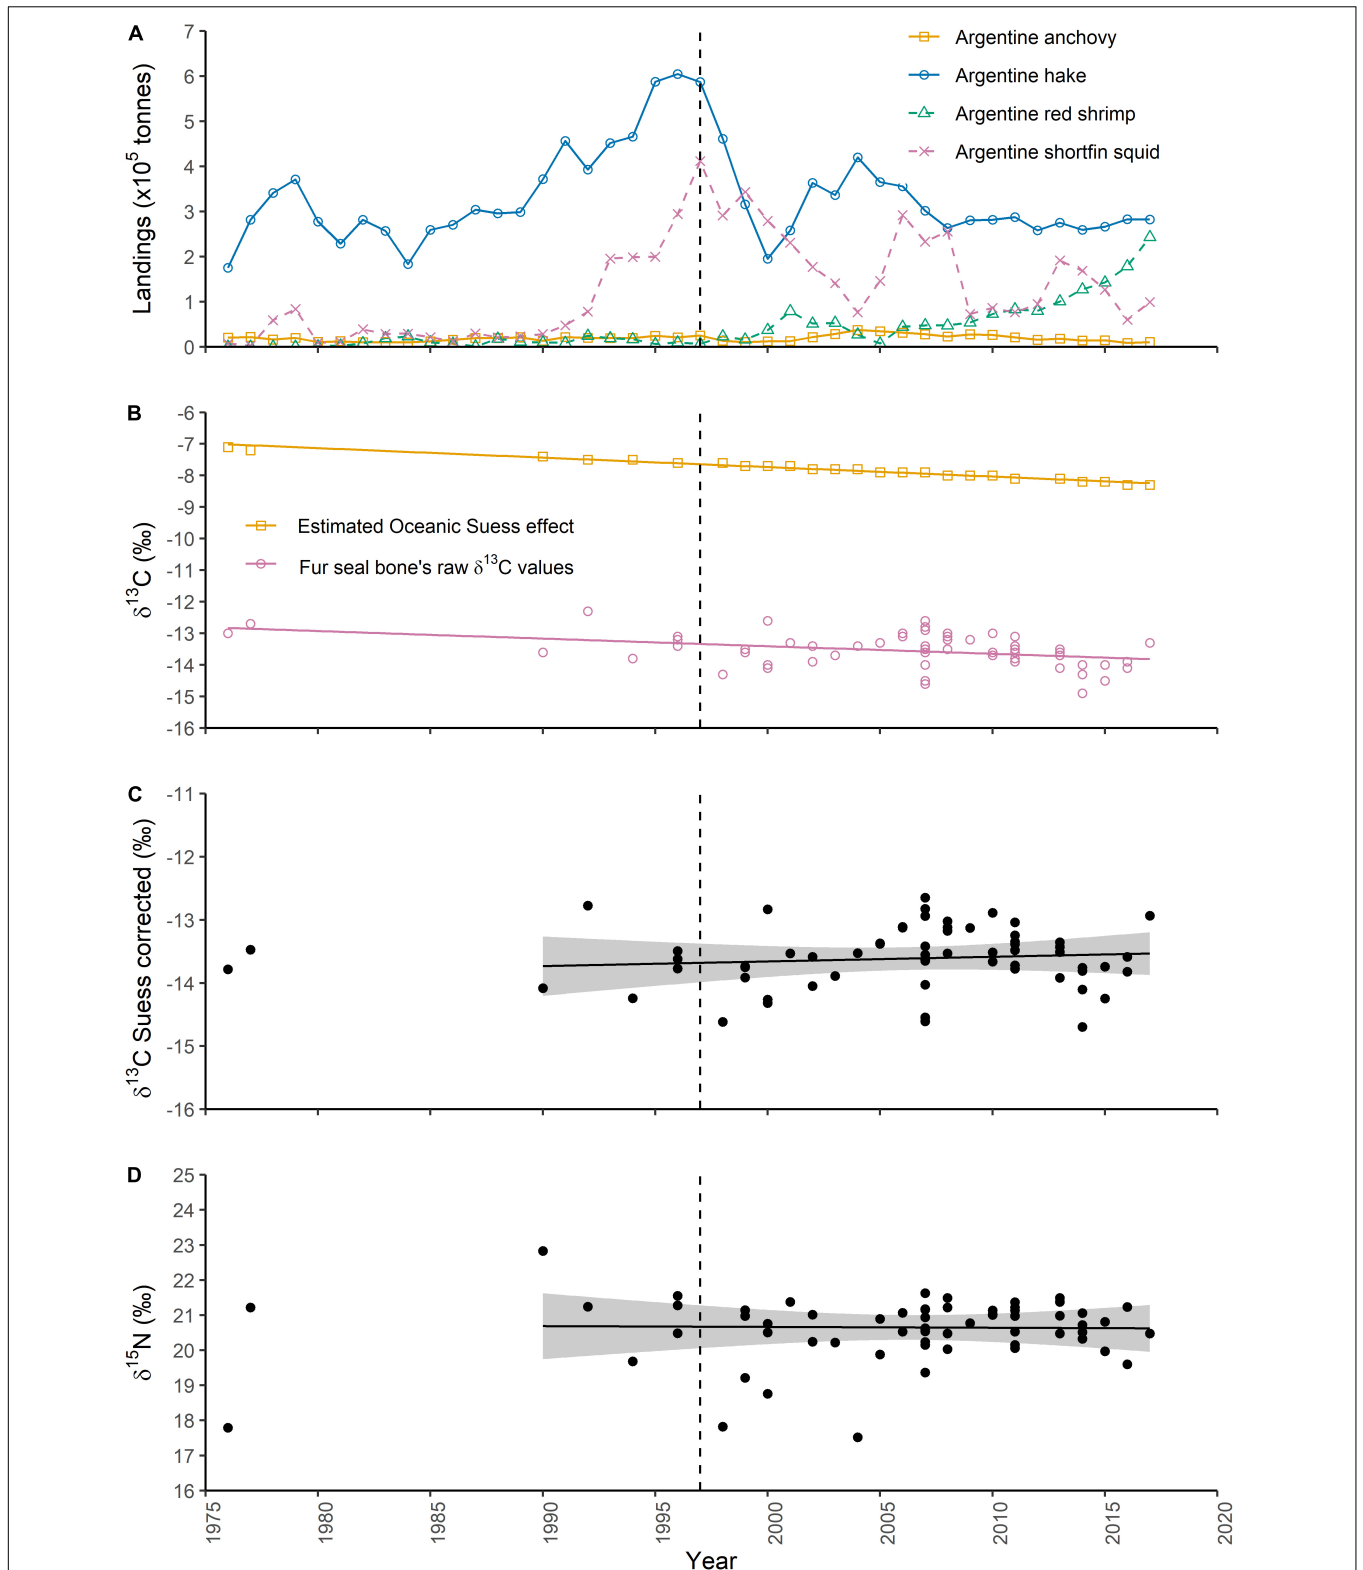 A
Landings (x10⁵ tonnes)
7
6
5
4
3
2
1
0
Argentine anchovy
Argentine hake
Argentine red shrimp
Argentine shortfin squid
B
δ¹³C (‰)
-6
-7
-8
-9
-10
-11
-12
-13
-14
-15
-16
Estimated Oceanic Suess effect
Fur seal bone's raw δ¹³C values
C
δ¹³C Suess corrected (‰)
-11
-12
-13
-14
-15
-16
D
δ¹⁵N (‰)
25
24
23
22
21
20
19
18
17
16
1975 1980 1985 1990 1995 2000 2005 2010 2015 2020
Year